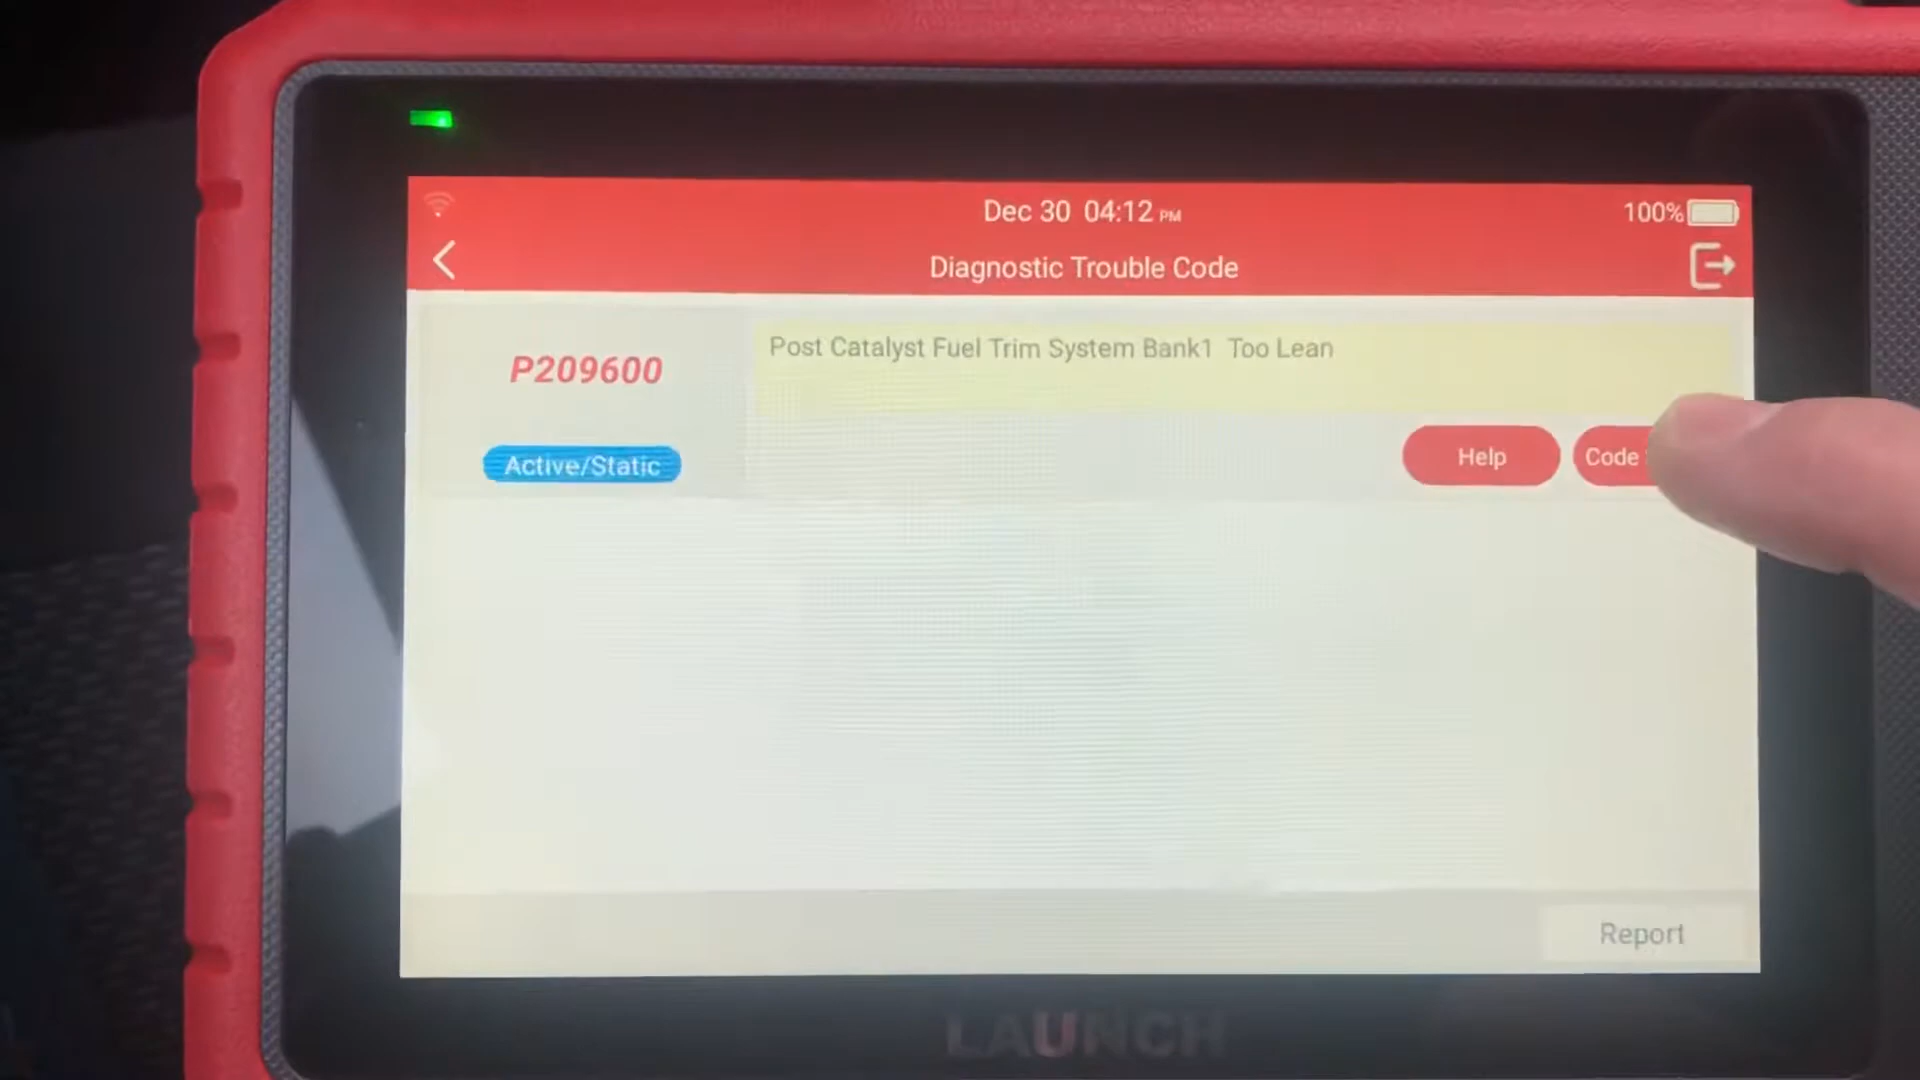 Dec 30 04:12 PM
100%
Diagnostic Trouble Code
P209600
Post Catalyst Fuel Trim System Bank1 Too Lean
Active/Static
Help
Code
Report
LAUNCH